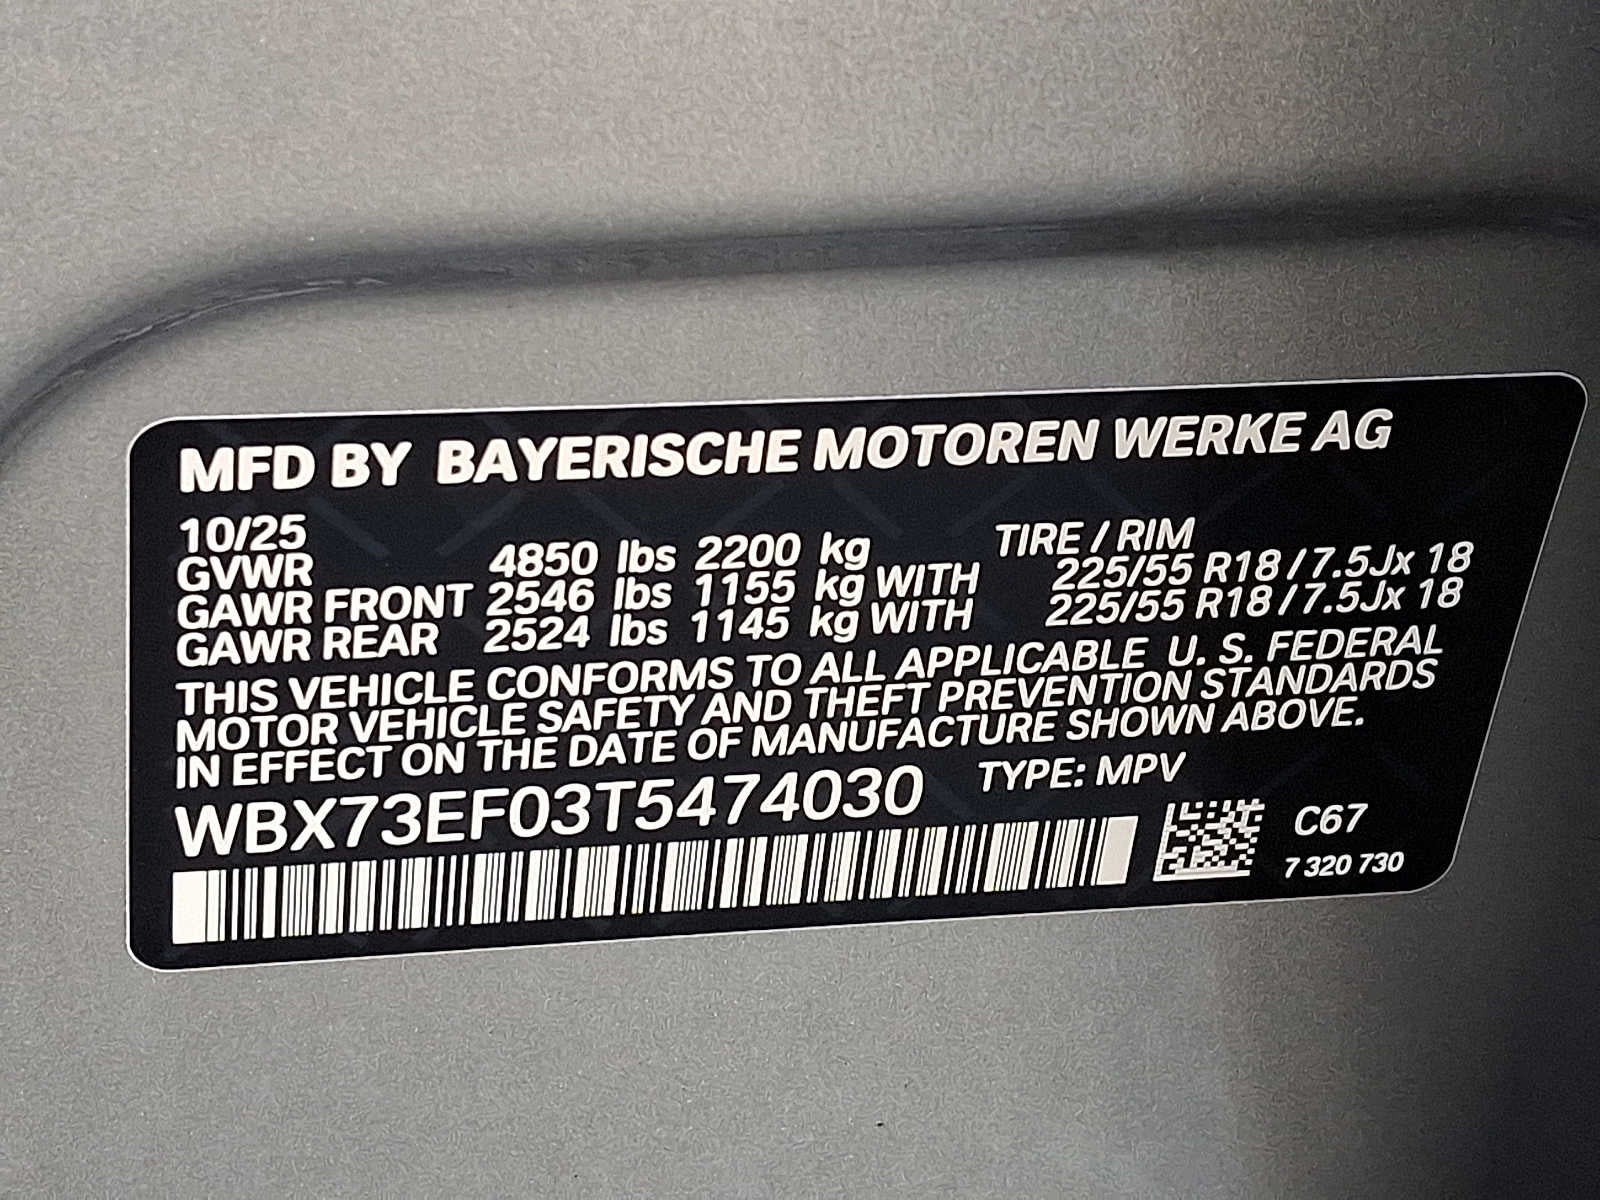 MFD BY BAYERISCHE MOTOREN WERKE AG
10/25 TIRE / RIM
GVWR 4850 lbs 2200 kg
GAWR FRONT 2546 lbs 1155 kg WITH 225/55 R18 / 7.5Jx 18
GAWR REAR 2524 lbs 1145 kg WITH 225/55 R18 / 7.5Jx 18
THIS VEHICLE CONFORMS TO ALL APPLICABLE U. S. FEDERAL
MOTOR VEHICLE SAFETY AND THEFT PREVENTION STANDARDS
IN EFFECT ON THE DATE OF MANUFACTURE SHOWN ABOVE.
WBX73EF03T5474030 TYPE: MPV
C67
7 320 730